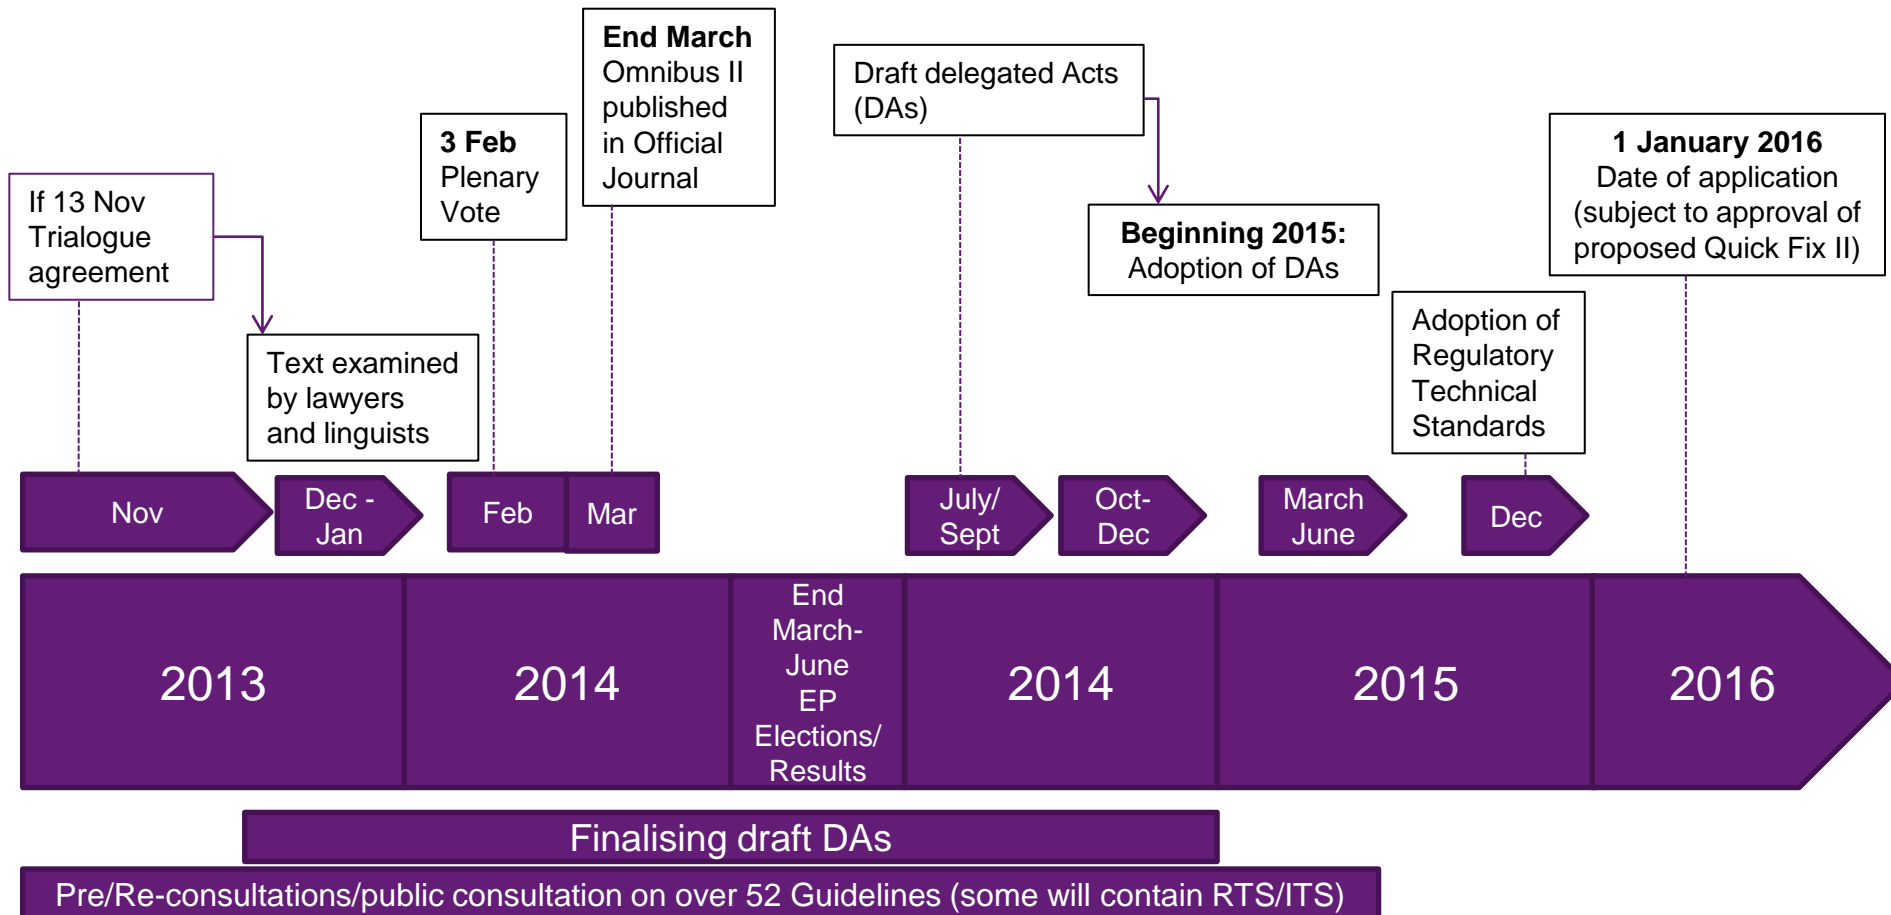 If 13 Nov
Trialogue
agreement
Text examined
by lawyers
and linguists
3 Feb
Plenary
Vote
End March
Omnibus II
published
in Official
Journal
Draft delegated Acts
(DAs)
Beginning 2015:
Adoption of DAs
Adoption of
Regulatory
Technical
Standards
1 January 2016
Date of application
(subject to approval of
proposed Quick Fix II)
Nov
Dec -
Jan
Feb
Mar
July/
Sept
Oct-
Dec
March
June
Dec
2013
2014
End
March-
June
EP
Elections/
Results
2014
2015
2016
Finalising draft DAs
Pre/Re-consultations/public consultation on over 52 Guidelines (some will contain RTS/ITS)